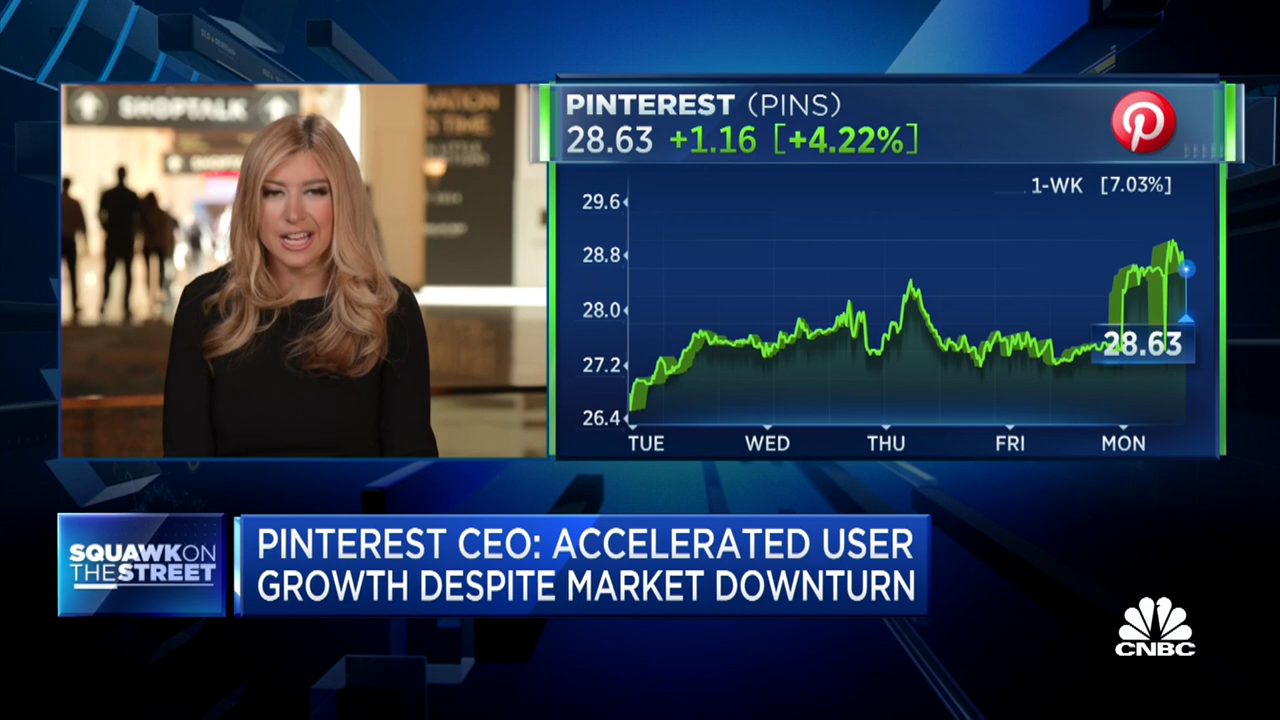 SHOPTALK
PINTEREST (PINS)
28.63 +1.16 [+4.22%]
1-WK [7.03%]
29.6
28.8
28.0
27.2
26.4
28.63
TUE WED THU FRI MON
SQUAWK ON
THE STREET
PINTEREST CEO: ACCELERATED USER
GROWTH DESPITE MARKET DOWNTURN
CNBC